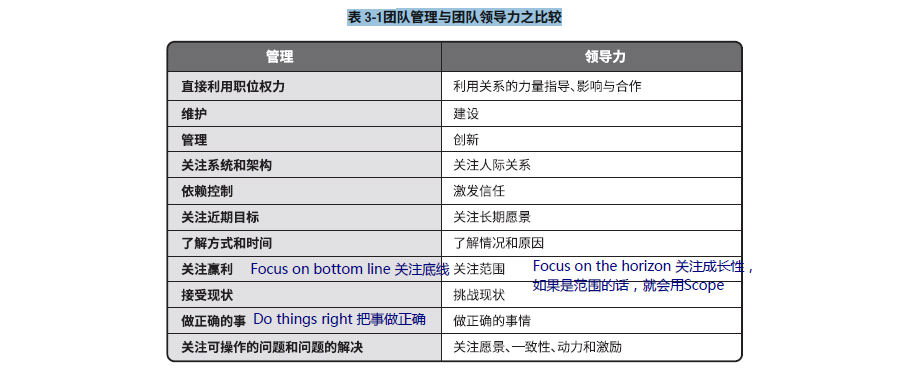 表 3-1团队管理与团队领导力之比较
管理 领导力
直接利用职位权力 利用关系的力量指导、影响与合作
维护 建设
管理 创新
关注系统和架构 关注人际关系
依赖控制 激发信任
关注近期目标 关注长期愿景
了解方式和时间 了解情况和原因
关注赢利 Focus on bottom line 关注底线 关注范围 Focus on the horizon 关注成长性，
如果是范围的话，就会用Scope
接受现状 挑战现状
做正确的事 Do things right 把事做正确 做正确的事情
关注可操作的问题和问题的解决 关注愿景、一致性、动力和激励